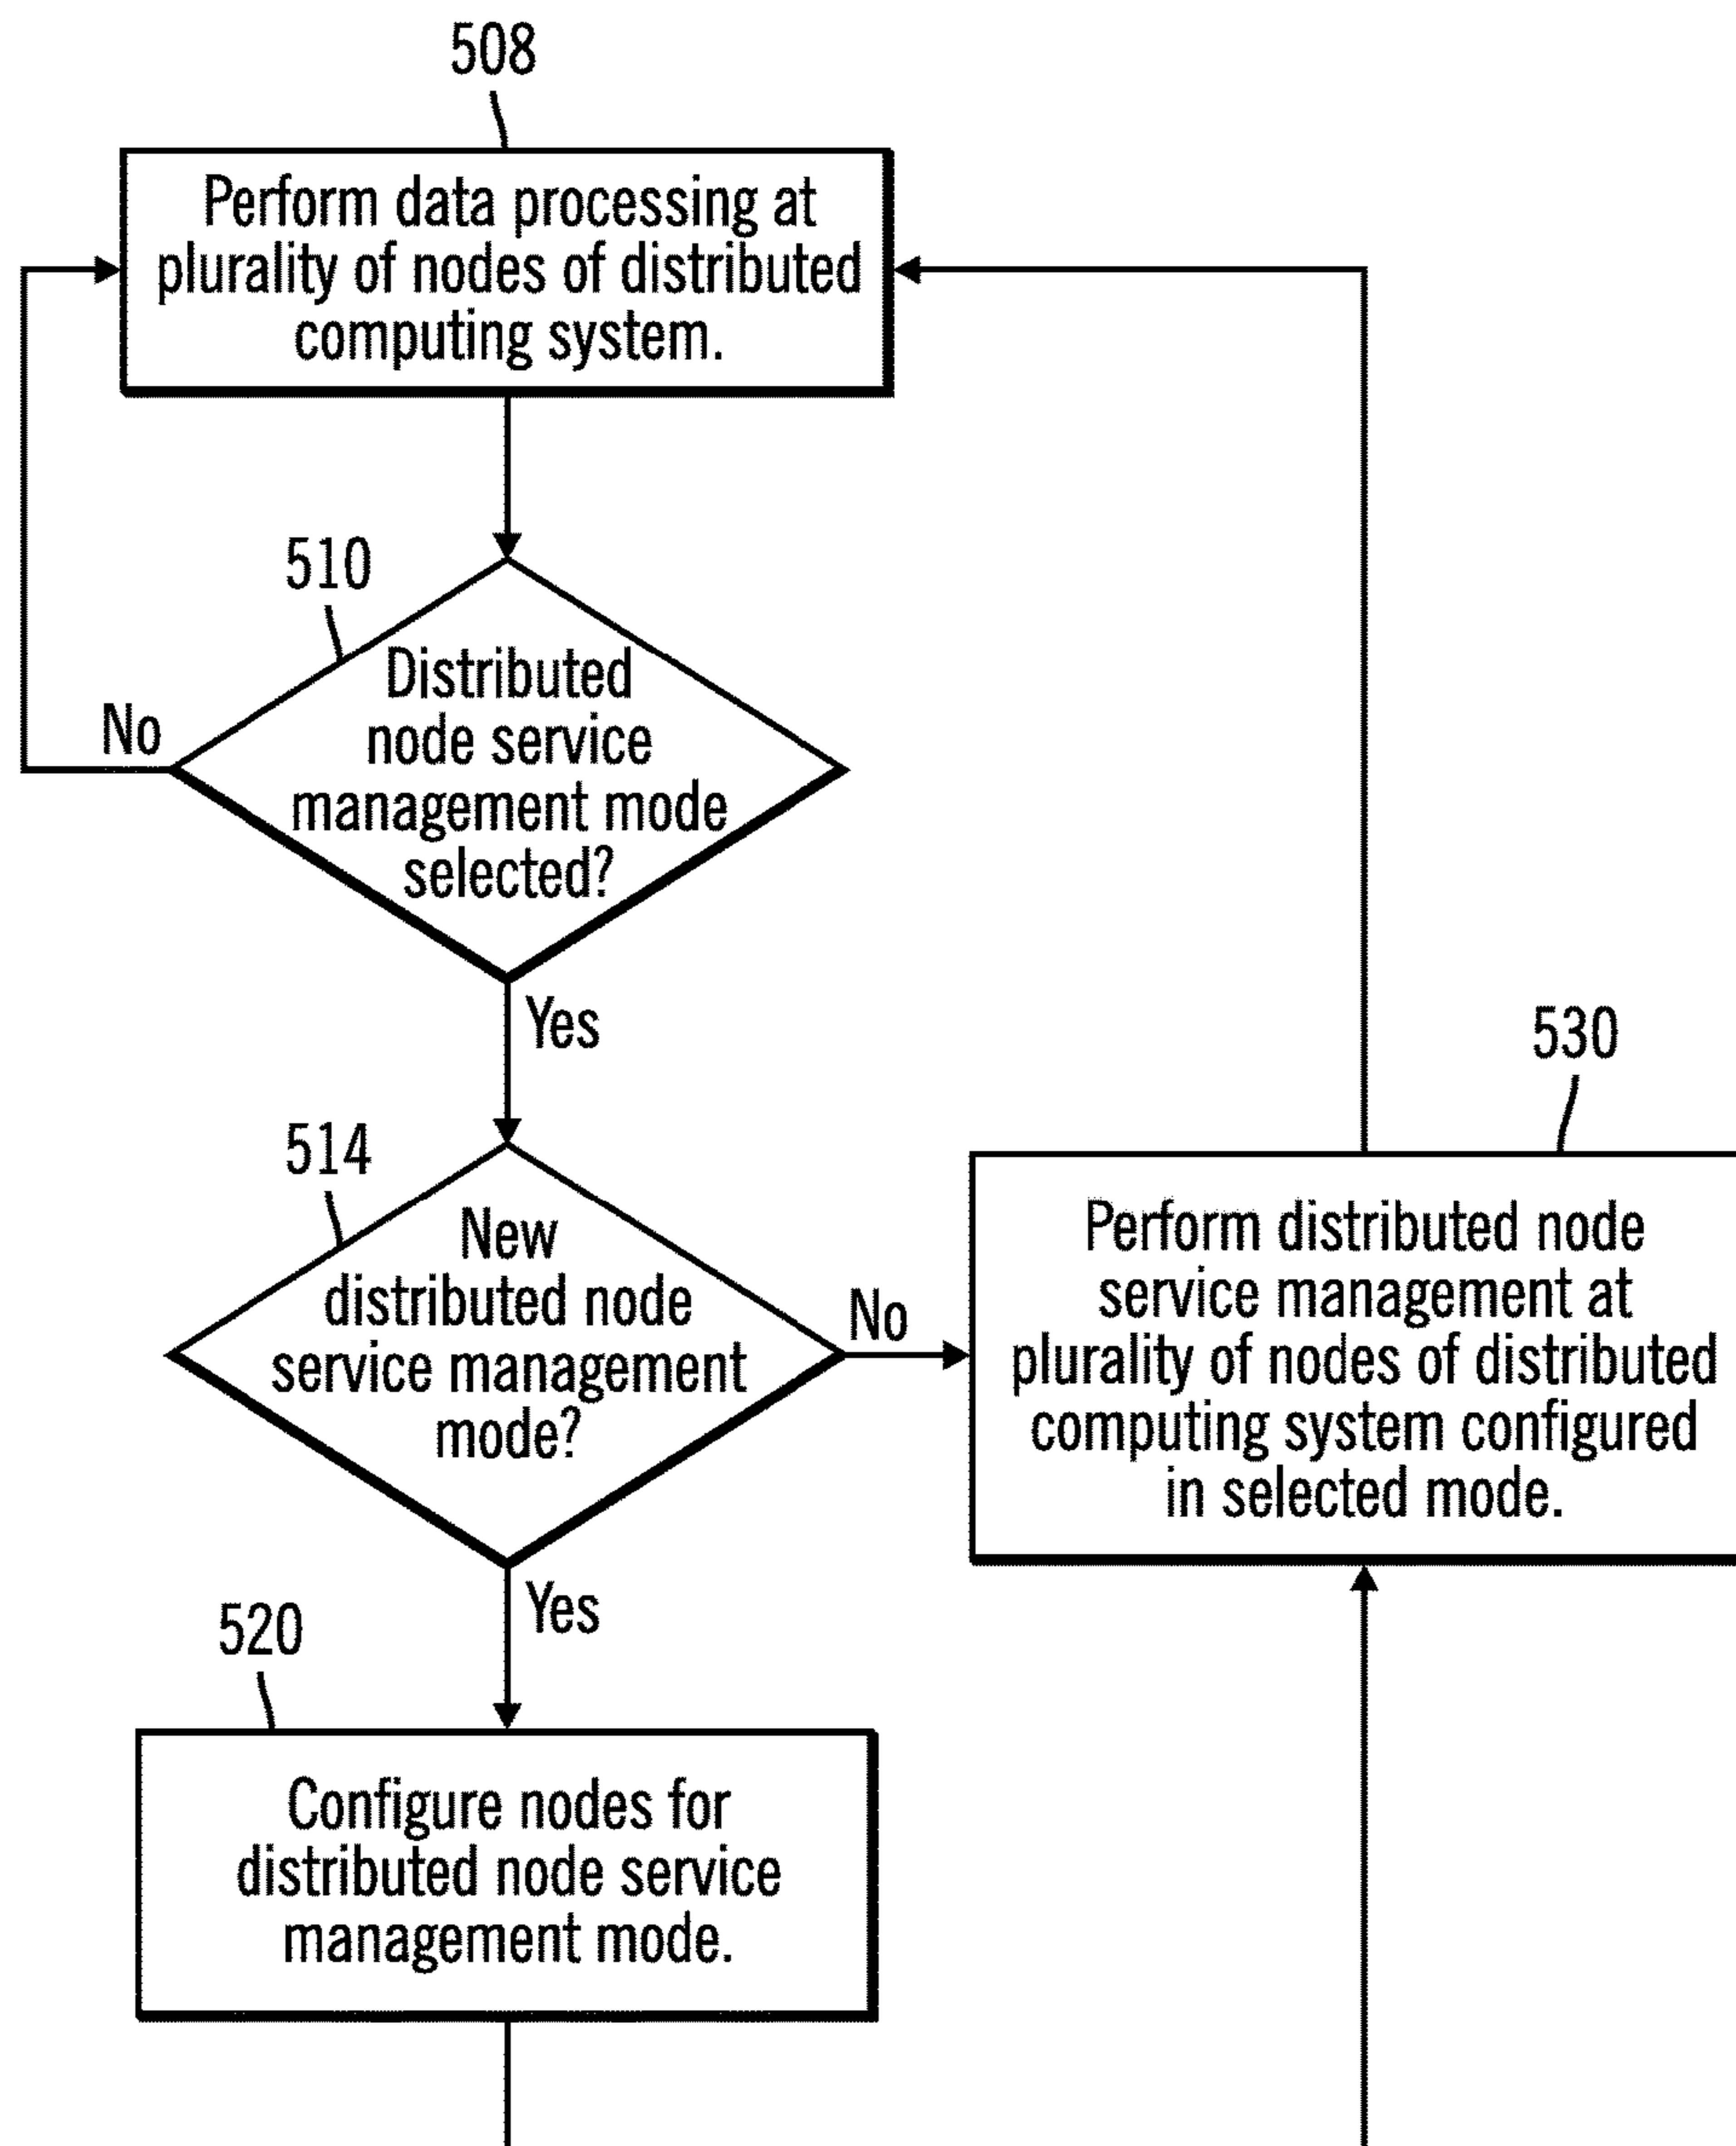 508
Perform data processing at
plurality of nodes of distributed
computing system.
510
Distributed
node service
management mode
selected?
No
Yes
514
New
distributed node
service management
mode?
No
530
Perform distributed node
service management at
plurality of nodes of distributed
computing system configured
in selected mode.
Yes
520
Configure nodes for
distributed node service
management mode.